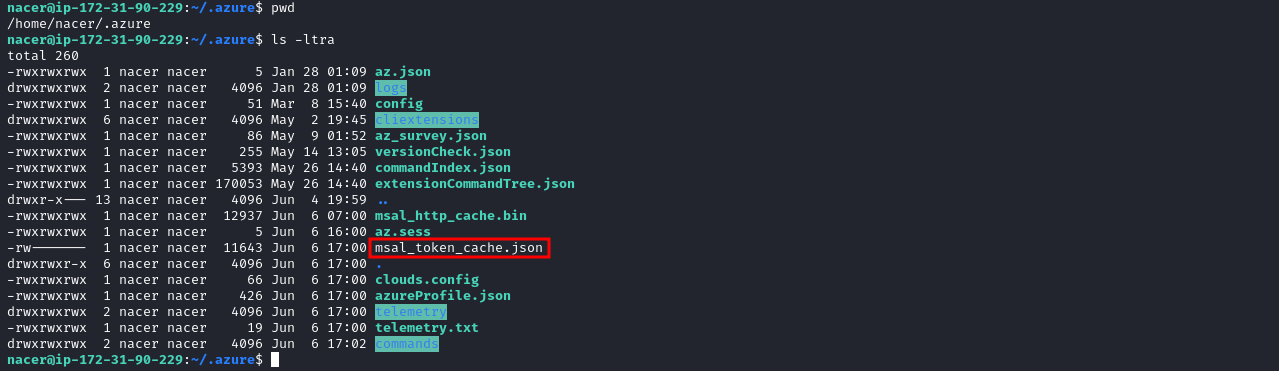 nacer@ip-172-31-90-229:~/.azure$ pwd
/home/nacer/.azure
nacer@ip-172-31-90-229:~/.azure$ ls -ltra
total 260
-rwxrwxrwx  1 nacer nacer      5 Jan 28 01:09 az.json
drwxrwxrwx  2 nacer nacer   4096 Jan 28 01:09 logs
-rwxrwxrwx  1 nacer nacer     51 Mar  8 15:40 config
drwxrwxrwx  6 nacer nacer   4096 May  2 19:45 cliextensions
-rwxrwxrwx  1 nacer nacer     86 May  9 01:52 az_survey.json
-rwxrwxrwx  1 nacer nacer    255 May 14 13:05 versionCheck.json
-rwxrwxrwx  1 nacer nacer   5393 May 26 14:40 commandIndex.json
-rwxrwxrwx  1 nacer nacer 170053 May 26 14:40 extensionCommandTree.json
drwxr-x--- 13 nacer nacer   4096 Jun  4 19:59 ..
-rwxrwxrwx  1 nacer nacer  12937 Jun  6 07:00 msal_http_cache.bin
-rwxrwxrwx  1 nacer nacer      5 Jun  6 16:00 az.sess
-rw-------  1 nacer nacer  11643 Jun  6 17:00 msal_token_cache.json
drwxrwxr-x  6 nacer nacer   4096 Jun  6 17:00 .
-rwxrwxrwx  1 nacer nacer     66 Jun  6 17:00 clouds.config
-rwxrwxrwx  1 nacer nacer    426 Jun  6 17:00 azureProfile.json
drwxrwxrwx  2 nacer nacer   4096 Jun  6 17:00 telemetry
-rwxrwxrwx  1 nacer nacer     19 Jun  6 17:00 telemetry.txt
drwxrwxrwx  2 nacer nacer   4096 Jun  6 17:02 commands
nacer@ip-172-31-90-229:~/.azure$